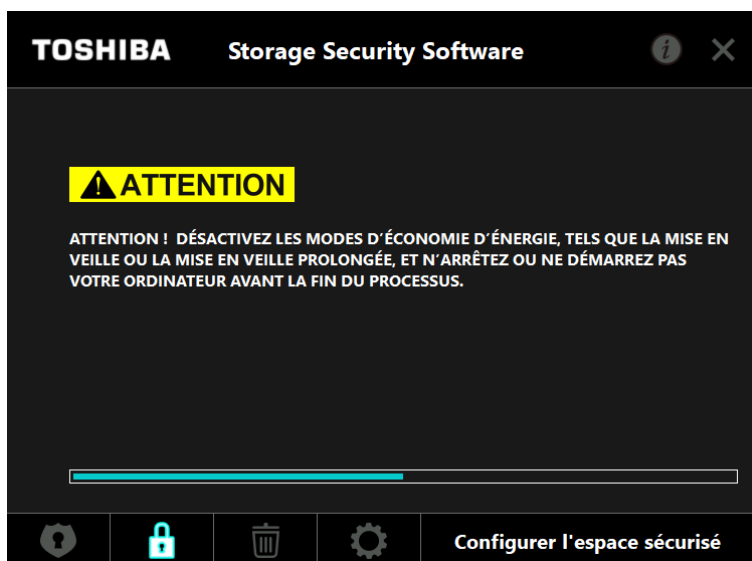 TOSHIBA Storage Security Software
ATTENTION
ATTENTION ! DÉSACTIVEZ LES MODES D'ÉCONOMIE D'ÉNERGIE, TELS QUE LA MISE EN
VEILLE OU LA MISE EN VEILLE PROLONGÉE, ET N'ARRÊTEZ OU NE DÉMARREZ PAS
VOTRE ORDINATEUR AVANT LA FIN DU PROCESSUS.
Configurer l'espace sécurisé